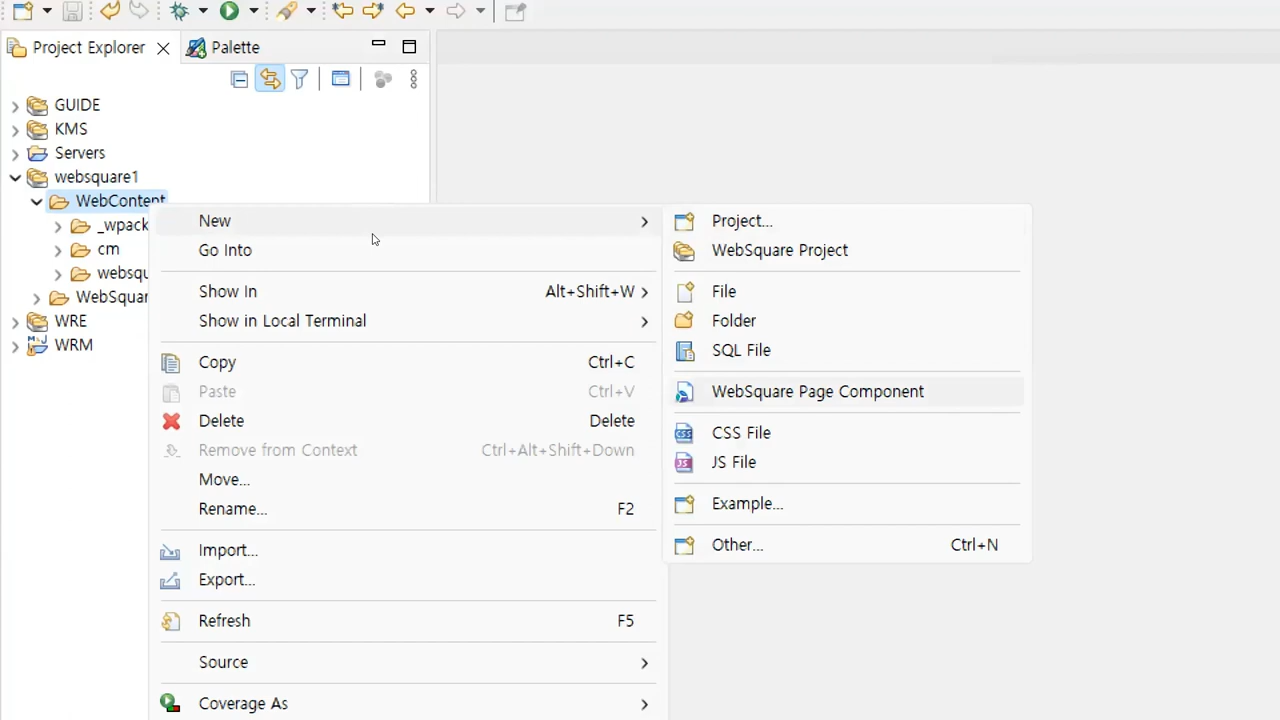 Project Explorer
Palette
GUIDE
KMS
Servers
websquare1
WebContent
_wpack
cm
websqu
WebSquar
WRE
WRM
New
Go Into
Show In Alt+Shift+W
Show in Local Terminal
Copy Ctrl+C
Paste Ctrl+V
Delete Delete
Remove from Context Ctrl+Alt+Shift+Down
Move...
Rename... F2
Import...
Export...
Refresh F5
Source
Coverage As
Project...
WebSquare Project
File
Folder
SQL File
WebSquare Page Component
CSS File
JS File
Example...
Other... Ctrl+N